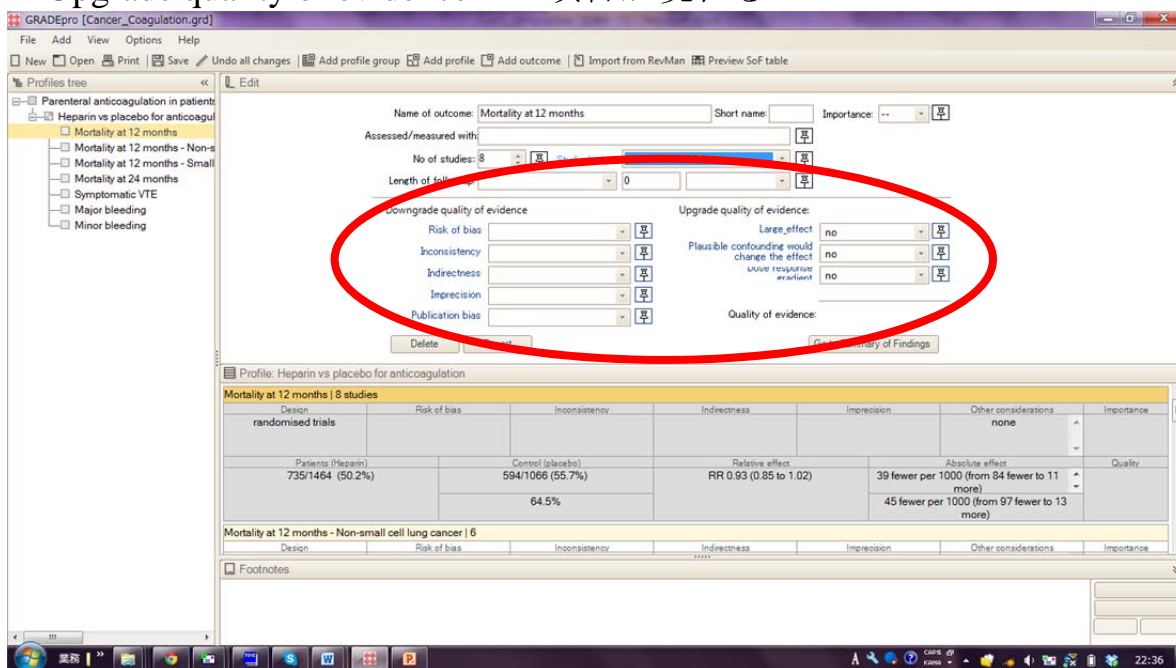 GRADEpro [Cancer_Coagulation.grd]
File Add View Options Help
New Open Print Save Undo all changes Add profile group Add profile Add outcome Import from RevMan Preview SoF table
Profiles tree «
Edit
Parenteral anticoagulation in patients
Heparin vs placebo for anticoagul
Mortality at 12 months
Mortality at 12 months - Non-s
Mortality at 12 months - Small
Mortality at 24 months
Symptomatic VTE
Major bleeding
Minor bleeding
Name of outcome: Mortality at 12 months Short name: Importance: --
Assessed/measured with:
No of studies: 8
Length of 0
Downgrade quality of evidence Upgrade quality of evidence:
Risk of bias Large effect no
Inconsistency Plausible confounding would change the effect no
Indirectness Dose response gradient no
Imprecision
Publication bias Quality of evidence:
Delete
Summary of Findings
Profile: Heparin vs placebo for anticoagulation
Mortality at 12 months | 8 studies
Design Risk of bias Inconsistency Indirectness Imprecision Other considerations Importance
randomised trials none
Patients (Heparin) Control (placebo) Relative effect Absolute effect Quality
735/1464 (50.2%) 594/1066 (55.7%) RR 0.93 (0.85 to 1.02) 39 fewer per 1000 (from 84 fewer to 11 more)
64.5% 45 fewer per 1000 (from 97 fewer to 13 more)
Mortality at 12 months - Non-small cell lung cancer | 6
Design Risk of bias Inconsistency Indirectness Imprecision Other considerations Importance
Footnotes
業務 » A CAPS KANA 22:36